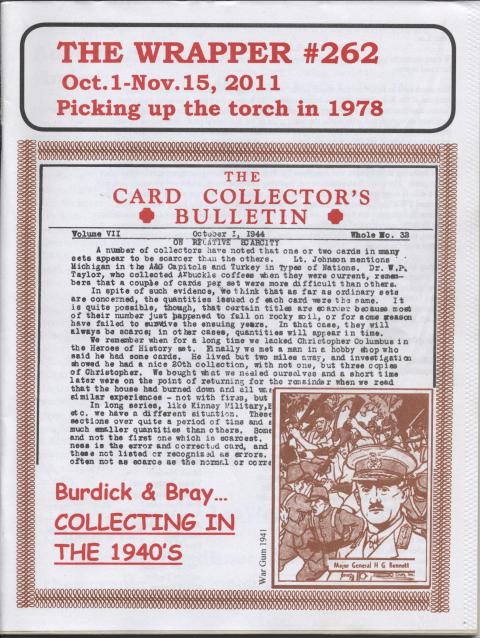 THE WRAPPER #262
Oct.1-Nov.15, 2011
Picking up the torch in 1978
THE
CARD COLLECTOR'S
BULLETIN
Volume VII October 1, 1944 Whole No. 32
ON RELATIVE SCARCITY
A number of collectors have noted that one or two cards in many
sets appear to be scarcer than the others. Lt. Johnson mentions
Michigan in the A&G Capitols and Turkey in Types of Nations. Dr. W.P.
Taylor, who collected A'buckle coffees when they were current, remem-
bers that a couple of cards per set were more difficult than others.
In spite of such evidence, we think that as far as ordinary sets
are concerned, the quantities issued of each card were the same. It
is quite possible, though, that certain titles are scarce because most
of their number just happened to fall on rocky soil, or for some reason
have failed to survive the ensuing years. In that case, they will
always be scarce; in other cases, quantities will appear in time.
We remember when for a long time we lacked Christopher Columbus in
the Heroes of History set. Finally we met a man in a hobby shop who
said he had some cards. He lived but two miles away, and investigation
showed he had a nice 80th collection, with not one, but three copies
of Christopher. We bought what we needed ourselves and a short time
later were on the point of returning for the remainder when we read
that the house had burned down and all was
similar experiences - not with fires, but
In long series, like Kinney Military,
etc. we have a different situation. These
sections over quite a period of time and
much smaller quantities than others. Some
and not the first one which is scarcest.
ness is the error and corrected card, and
these not listed or recognized as errors.
often not as scarce as the normal or corre
Burdick & Bray...
COLLECTING IN
THE 1940'S
War Gum 1941
Major General H G Bennett